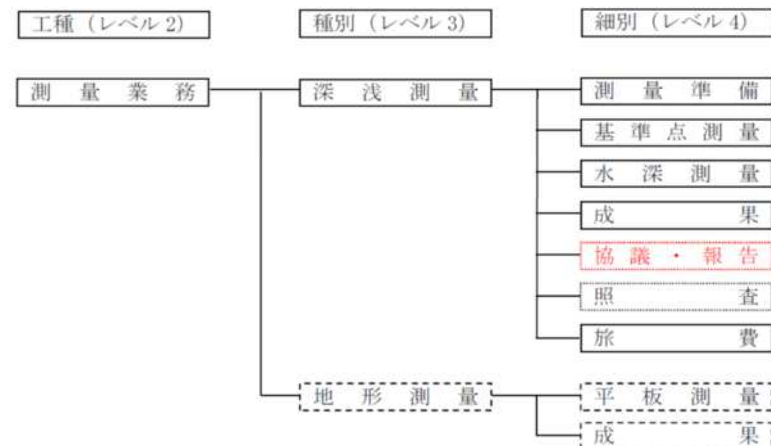 工種（レベル2） 種別（レベル3） 細別（レベル4）
測量業務 深浅測量 測量準備
基準点測量
水深測量
成果
協議・報告
照査
旅費
地形測量 平板測量
成果